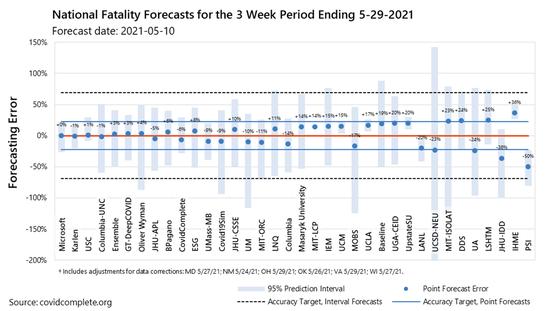 National Fatality Forecasts for the 3 Week Period Ending 5-29-2021
Forecast date: 2021-05-10
150%
100%
50%
0%
-50%
-100%
-150%
-200%
Forecasting Error
+0%
-1%
+1%
-1%
+3%
+3%
+4%
-5%
+6%
-6%
+8%
-9%
-9%
+10%
-10%
-11%
+11%
-14%
+14%
+14%
+15%
+15%
-17%
+17%
+19%
+20%
+20%
-20%
-23%
+23%
+24%
-24%
+25%
-38%
+36%
-50%
Microsoft
Karlen
USC
Columbia-UNC
Ensemble
GT-DeepCOVID
Oliver Wyman
JHU-APL
BPagano
CovidComplete
ESG
UMass-MB
Covid19Sim
JHU-CSSE
UM
MIT-ORC
LNQ
Columbia
Masaryk University
MIT-LCP
IEM
UCM
MOBS
UCLA
Baseline
UGA-CEID
UpstateSU
LANL
UCSD-NEU
MIT-ISOLAT
DDS
UA
LSHTM
JHU-IDD
IHME
PSI
* Includes adjustments for data corrections: MD 5/27/21; NM 5/24/21; OH 5/29/21; OK 5/26/21; VA 5/29/21; WI 5/27/21.
95% Prediction Interval
Point Forecast Error
Accuracy Target, Interval Forecasts
Accuracy Target, Point Forecasts
Source: covidcomplete.org